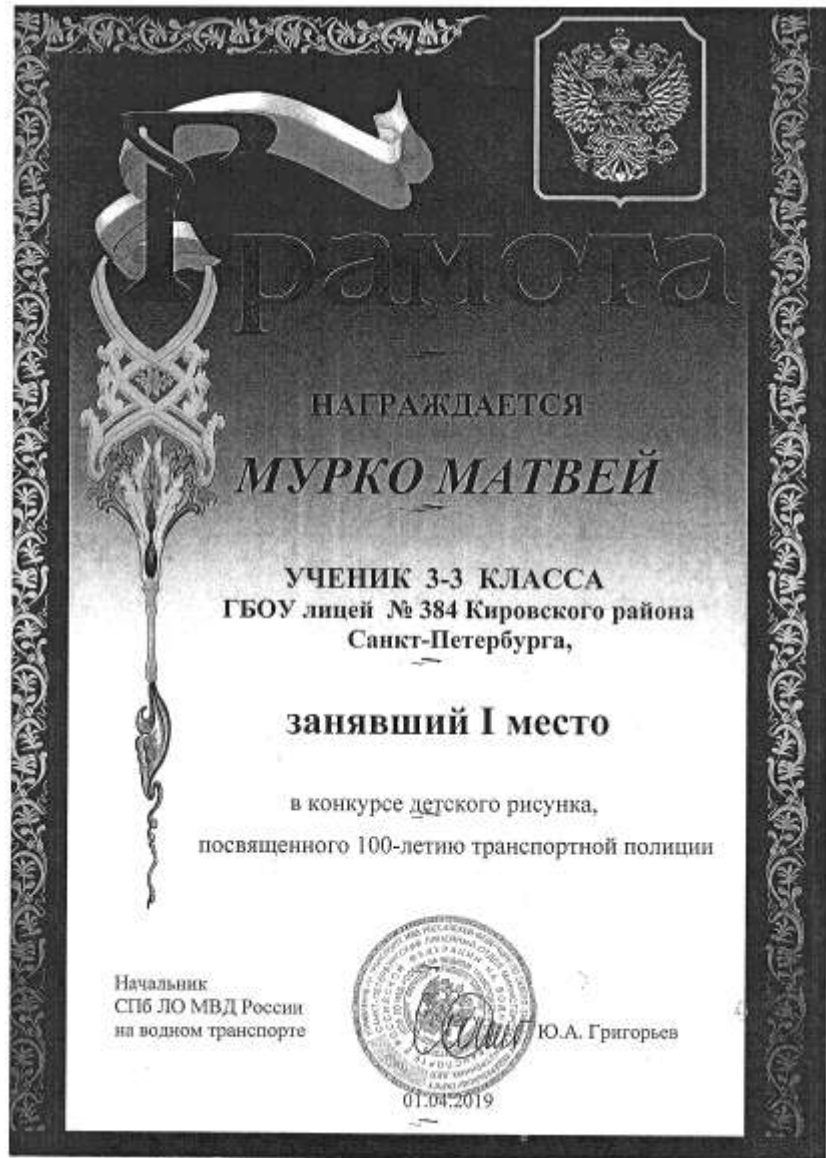 Грамота
НАГРАЖДАЕТСЯ
МУРКО МАТВЕЙ
УЧЕНИК 3-3 КЛАССА
ГБОУ лицей № 384 Кировского района
Санкт-Петербурга,
занявший I место
в конкурсе детского рисунка,
посвященного 100-летию транспортной полиции
Начальник
СПб ЛО МВД России
на водном транспорте
Ю.А. Григорьев
01.04.2019